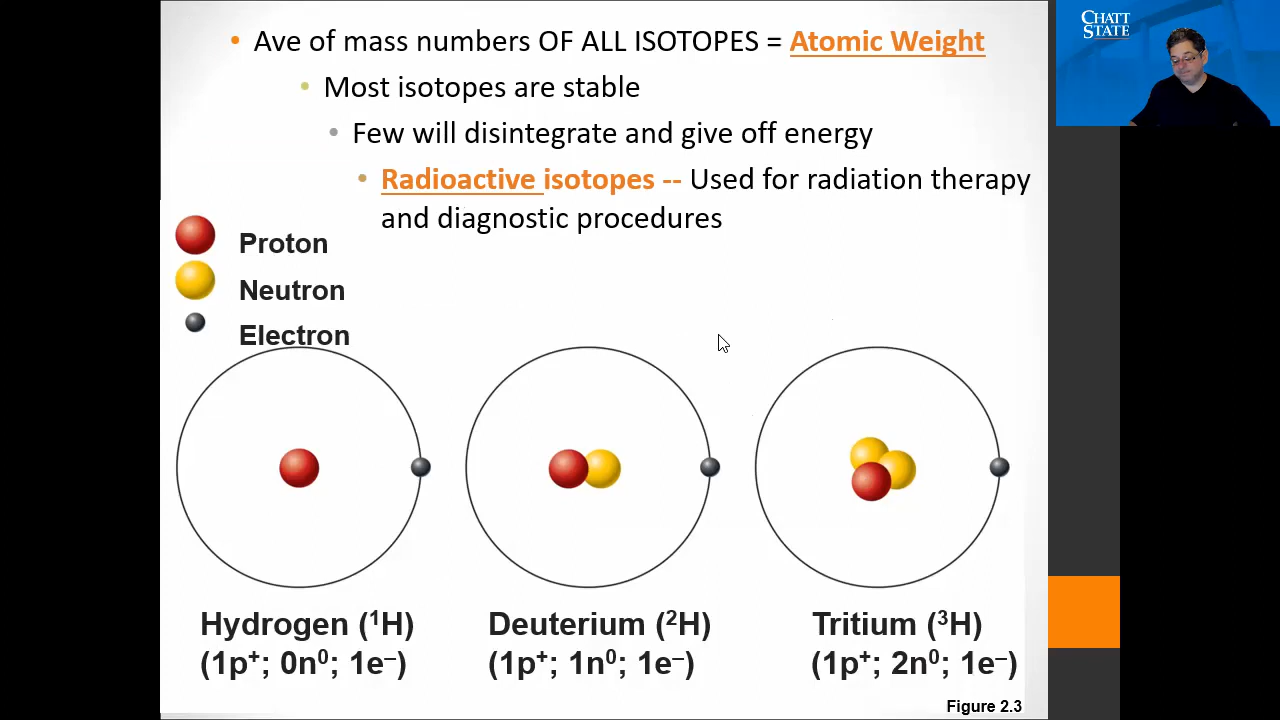 • Ave of mass numbers OF ALL ISOTOPES = Atomic Weight
• Most isotopes are stable
• Few will disintegrate and give off energy
• Radioactive isotopes -- Used for radiation therapy
and diagnostic procedures
CHATT
STATE
Proton
Neutron
Electron
Hydrogen (¹H)
(1p⁺; 0n⁰; 1e⁻)
Deuterium (²H)
(1p⁺; 1n⁰; 1e⁻)
Tritium (³H)
(1p⁺; 2n⁰; 1e⁻)
Figure 2.3